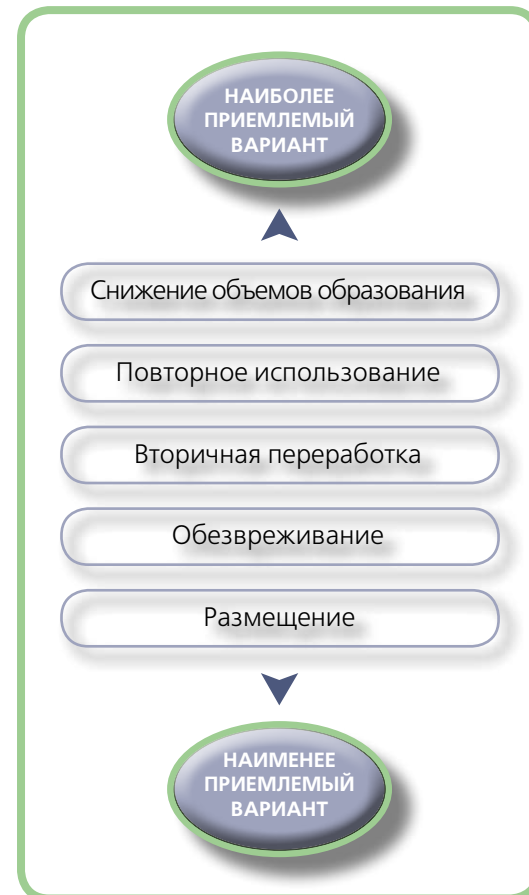 НАИБОЛЕЕ
ПРИЕМЛЕМЫЙ
ВАРИАНТ
Снижение объемов образования
Повторное использование
Вторичная переработка
Обезвреживание
Размещение
НАИМЕНЕЕ
ПРИЕМЛЕМЫЙ
ВАРИАНТ